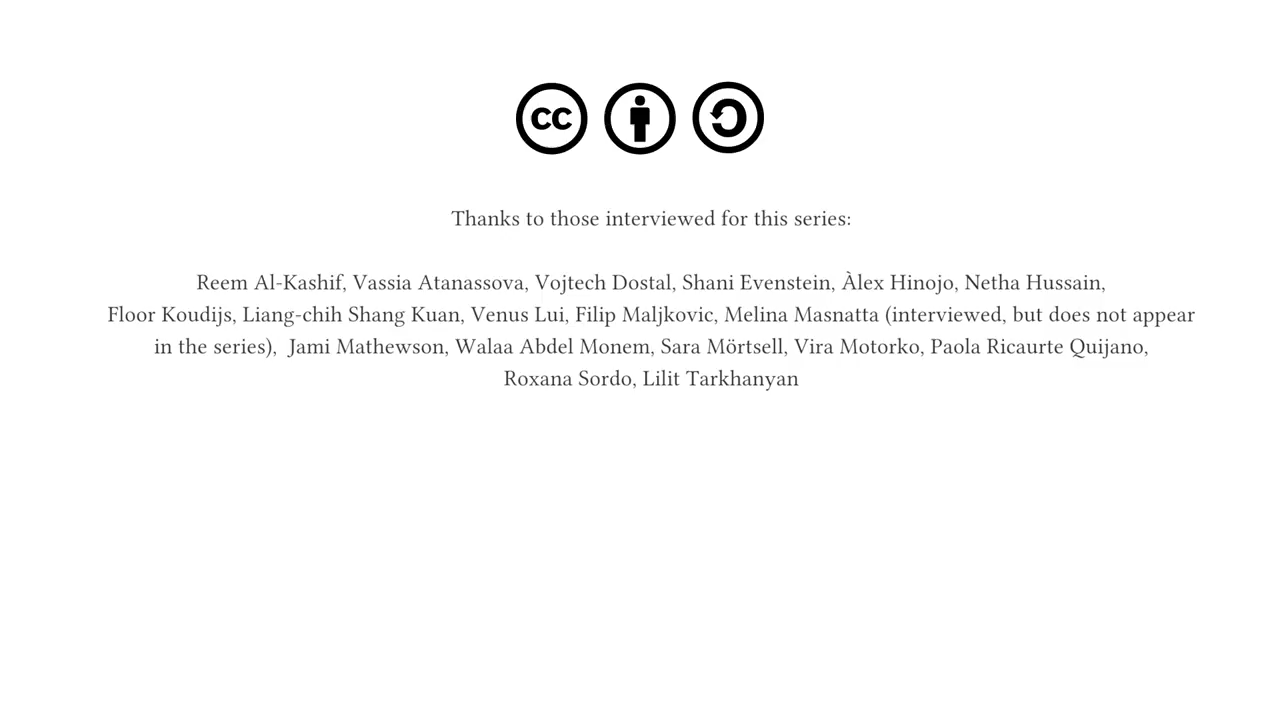 cc
Thanks to those interviewed for this series:
Reem Al-Kashif, Vassia Atanassova, Vojtech Dostal, Shani Evenstein, Àlex Hinojo, Netha Hussain,
Floor Koudijs, Liang-chih Shang Kuan, Venus Lui, Filip Maljkovic, Melina Masnatta (interviewed, but does not appear
in the series),  Jami Mathewson, Walaa Abdel Monem, Sara Mörtsell, Vira Motorko, Paola Ricaurte Quijano,
Roxana Sordo, Lilit Tarkhanyan